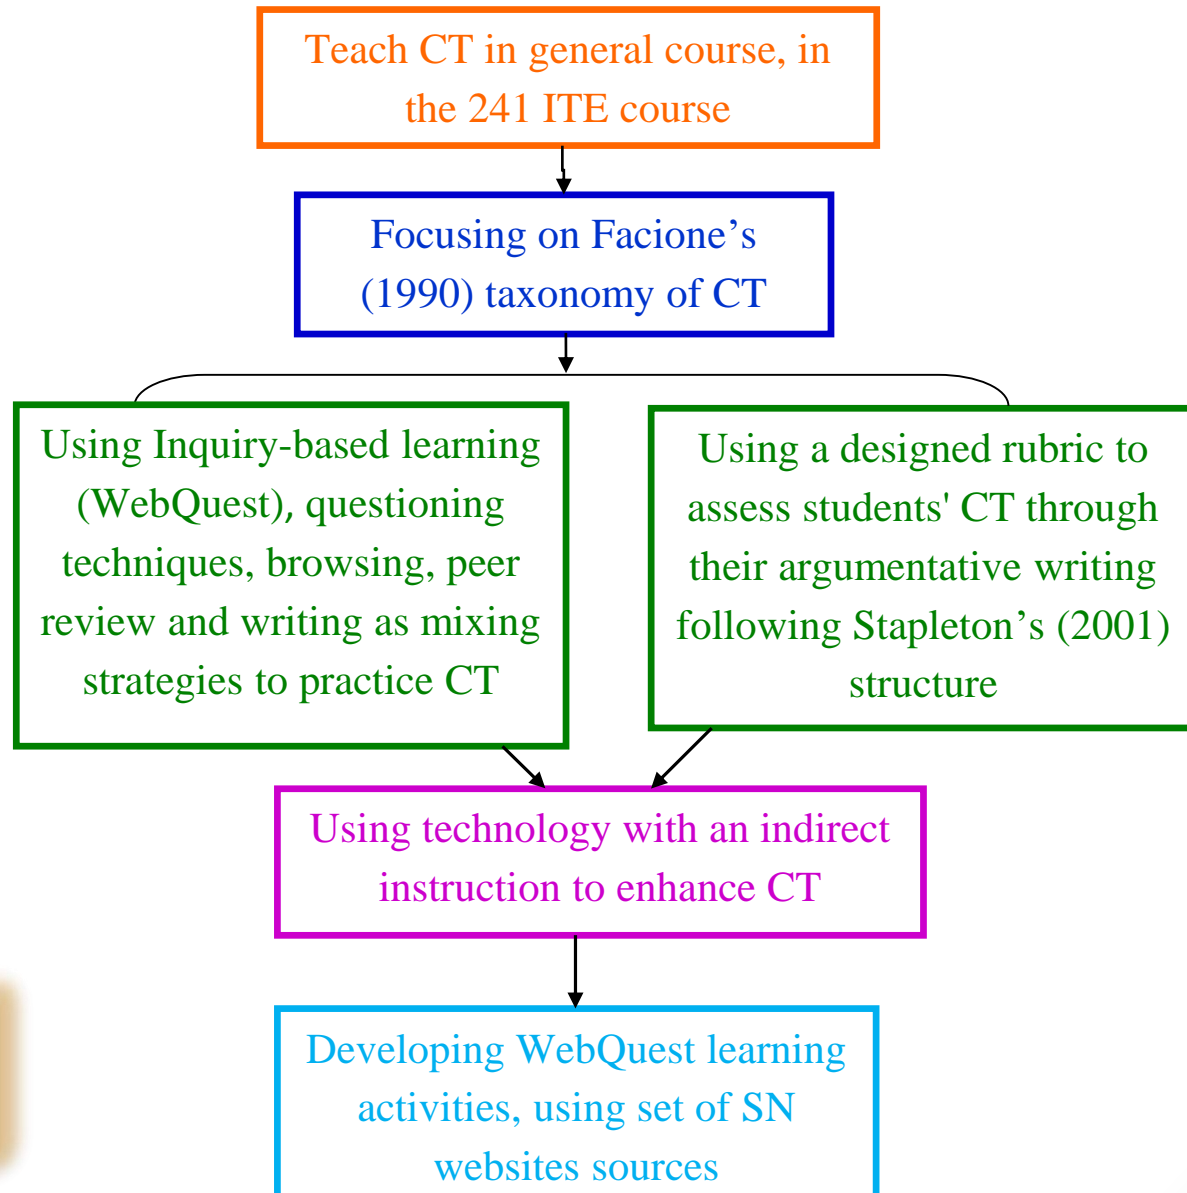 Teach CT in general course, in
the 241 ITE course
Focusing on Facione’s
(1990) taxonomy of CT
Using Inquiry-based learning
(WebQuest), questioning
techniques, browsing, peer
review and writing as mixing
strategies to practice CT
Using a designed rubric to
assess students' CT through
their argumentative writing
following Stapleton’s (2001)
structure
Using technology with an indirect
instruction to enhance CT
Developing WebQuest learning
activities, using set of SN
websites sources